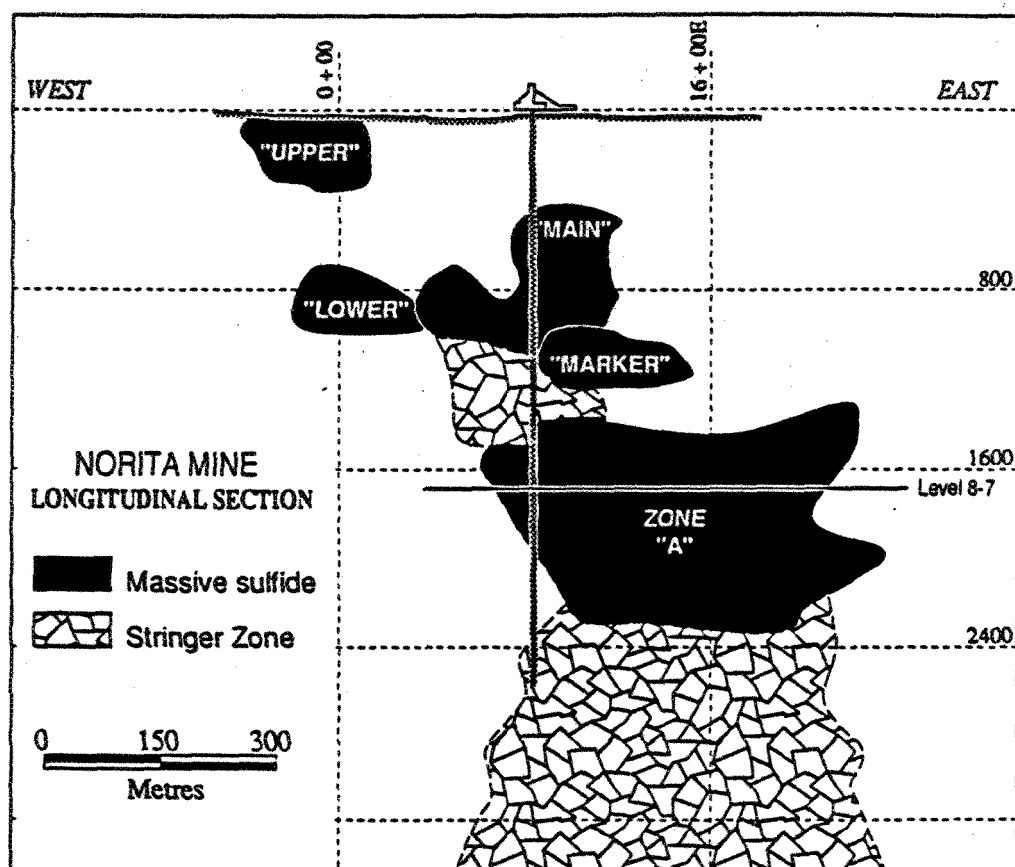 0+00
16+00E
WEST
EAST
"UPPER"
"MAIN"
800
"LOWER"
"MARKER"
NORITA MINE
LONGITUDINAL SECTION
1600
Level 8-7
ZONE
"A"
Massive sulfide
Stringer Zone
2400
0 150 300
Metres